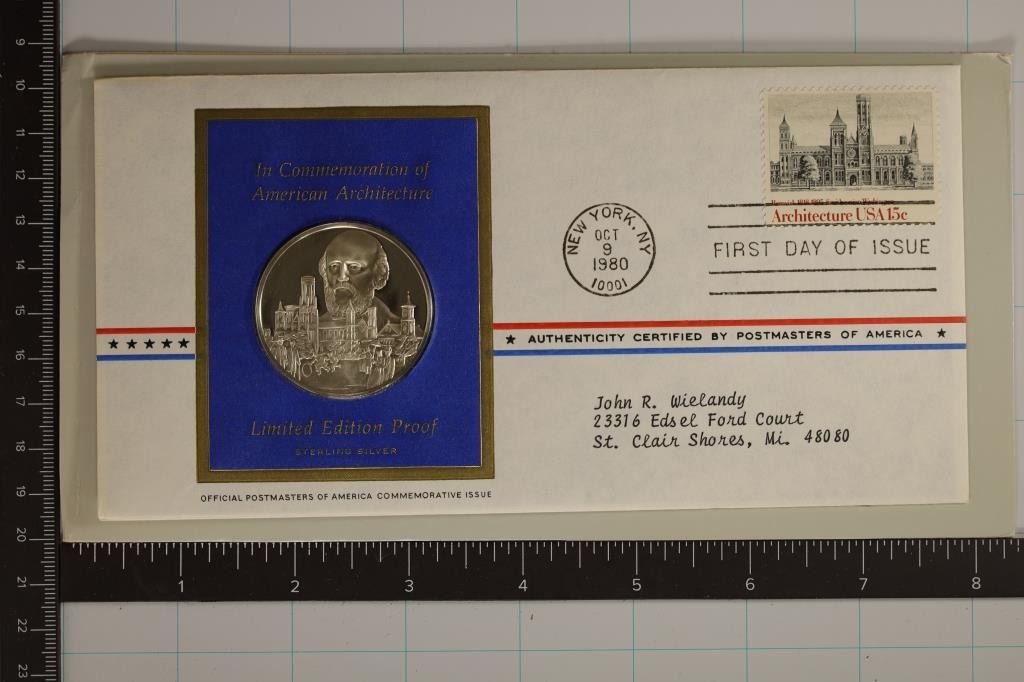 In Commemoration of
American Architecture
Limited Edition Proof
STERLING SILVER
OFFICIAL POSTMASTERS OF AMERICA COMMEMORATIVE ISSUE
Architecture USA 15c
NEW YORK, NY
OCT
9
1980
10001
FIRST DAY OF ISSUE
★ AUTHENTICITY CERTIFIED BY POSTMASTERS OF AMERICA ★
John R. Wielandy
23316 Edsel Ford Court
St. Clair Shores, Mi. 48080
9
10
11
12
13
14
15
16
17
18
19
20
21
22
23
1 2 3 4 5 6 7 8